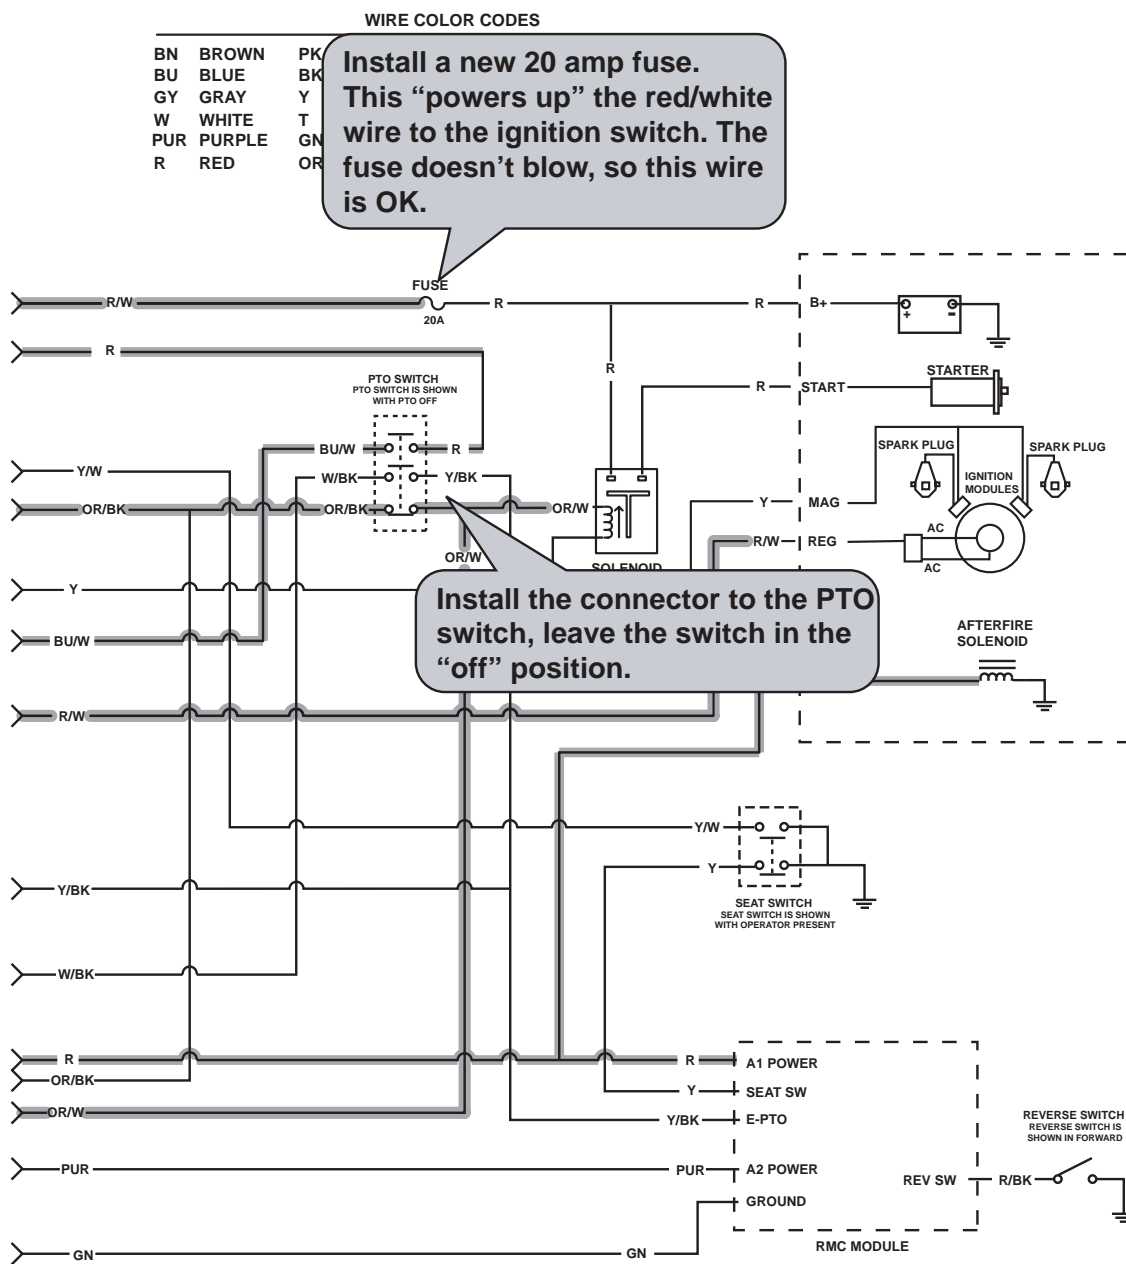 WIRE COLOR CODES
BN BROWN PK
BU BLUE BK
GY GRAY Y
W WHITE T
PUR PURPLE GN
R RED OR
Install a new 20 amp fuse.
This “powers up” the red/white
wire to the ignition switch. The
fuse doesn’t blow, so this wire
is OK.
FUSE
R/W
R
R
B+
+
-
20A
R
PTO SWITCH
PTO SWITCH IS SHOWN
WITH PTO OFF
R
R
START
STARTER
BU/W
R
Y/W
W/BK
Y/BK
SPARK PLUG
SPARK PLUG
IGNITION
MODULES
OR/BK
OR/BK
OR/W
Y
MAG
AC
R/W
REG
AC
OR/W
SOLENOID
Y
Install the connector to the PTO
switch, leave the switch in the
“off” position.
BU/W
AFTERFIRE
SOLENOID
R/W
Y/W
Y
SEAT SWITCH
SEAT SWITCH IS SHOWN
WITH OPERATOR PRESENT
Y/BK
W/BK
R
R
A1 POWER
OR/BK
Y
SEAT SW
OR/W
Y/BK
E-PTO
REVERSE SWITCH
REVERSE SWITCH IS
SHOWN IN FORWARD
PUR
PUR
A2 POWER
REV SW
R/BK
GROUND
RMC MODULE
GN
GN